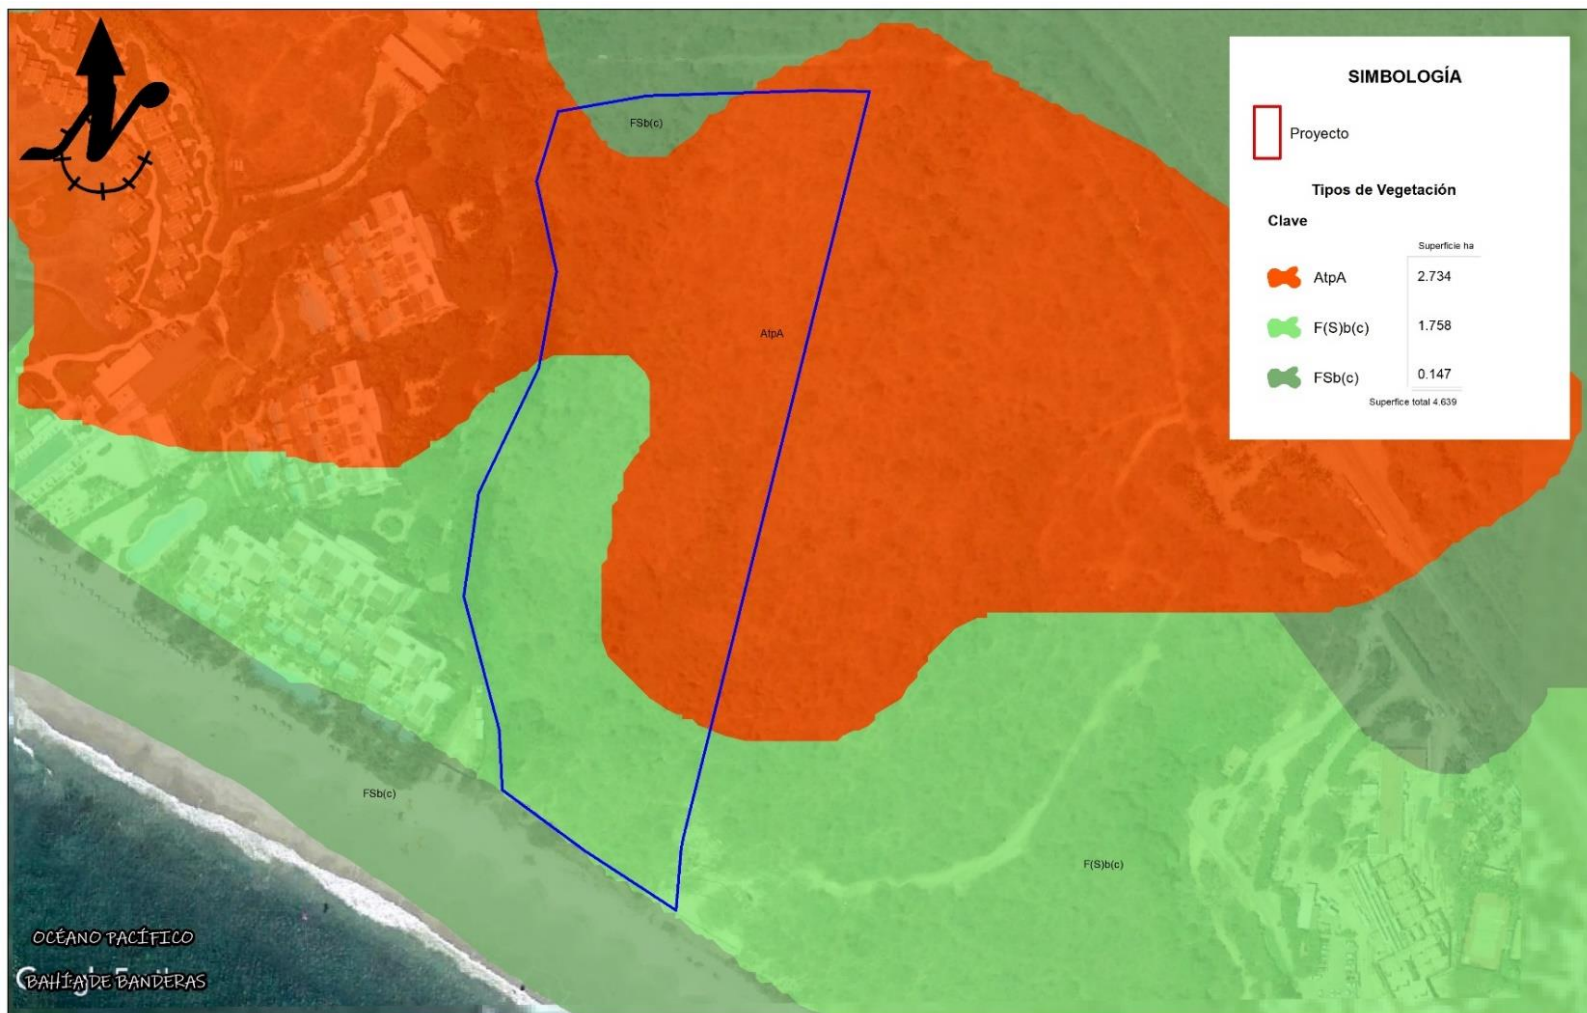 SIMBOLOGÍA
Proyecto
Tipos de Vegetación
Clave
Superficie ha
AtpA 2.734
F(S)b(c) 1.758
FSb(c) 0.147
Superfice total 4.639
FSb(c)
AtpA
FSb(c)
F(S)b(c)
OCÉANO PACÍFICO
BAHÍA DE BANDERAS